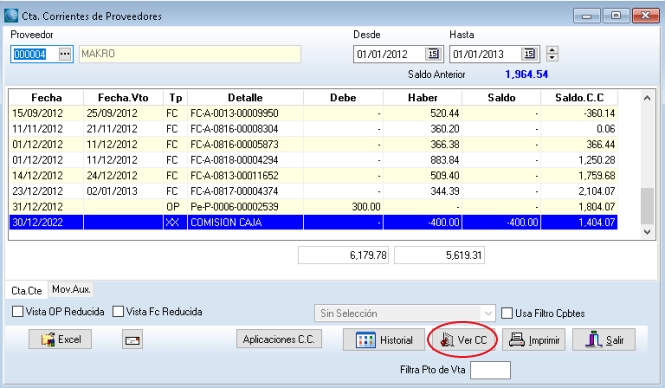 Cta. Corrientes de Proveedores
Proveedor Desde Hasta
000004 ... MAKRO 01/01/2012 15 01/01/2013 15
Saldo Anterior 1,964.54
Fecha Fecha.Vto Tp Detalle Debe Haber Saldo Saldo.C.C
15/09/2012 25/09/2012 FC FC-A-0013-00009950 - 520.44 - -360.14
11/11/2012 21/11/2012 FC FC-A-0816-00008304 - 360.20 - 0.06
01/12/2012 11/12/2012 FC FC-A-0816-00005873 - 366.38 - 366.44
01/12/2012 11/12/2012 FC FC-A-0818-00004294 - 883.84 - 1,250.28
14/12/2012 24/12/2012 FC FC-A-0813-00011652 - 509.40 - 1,759.68
23/12/2012 02/01/2013 FC FC-A-0817-00004374 - 344.39 - 2,104.07
31/12/2012 OP Pe-P-0006-00002539 300.00 - - 1,804.07
30/12/2022 XX COMISION CAJA - -400.00 -400.00 1,404.07
6,179.78 5,619.31
Cta.Cte Mov.Aux.
Vista OP Reducida Vista Fc Reducida Sin Selección Usa Filtro Cpbtes
Excel Aplicaciones C.C. Historial Ver CC Imprimir Salir
Filtra Pto de Vta